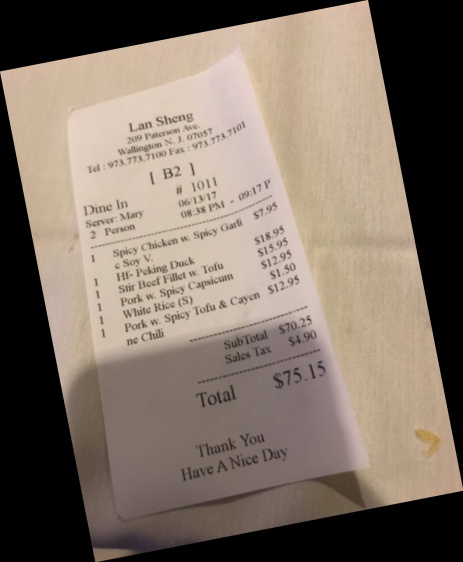 Lan Sheng
209 Paterson Ave.
Wallington N. J. 07057
Tel : 973.773.7100 Fax : 973.773.7101
[ B2 ]
Dine In # 1011
Server: Mary 06/13/17
2 Person 08:38 PM - 09:17 P
1 Spicy Chicken w. Spicy Garli $7.95
c Soy V.
1 Hf- Peking Duck $18.95
1 Stir Beef Fillet w. Tofu $15.95
1 Pork w. Spicy Capsicum $12.95
1 White Rice (S) $1.50
1 Pork w. Spicy Tofu & Cayen $12.95
ne Chili
SubTotal $70.25
Sales Tax $4.90
Total $75.15
Thank You
Have A Nice Day